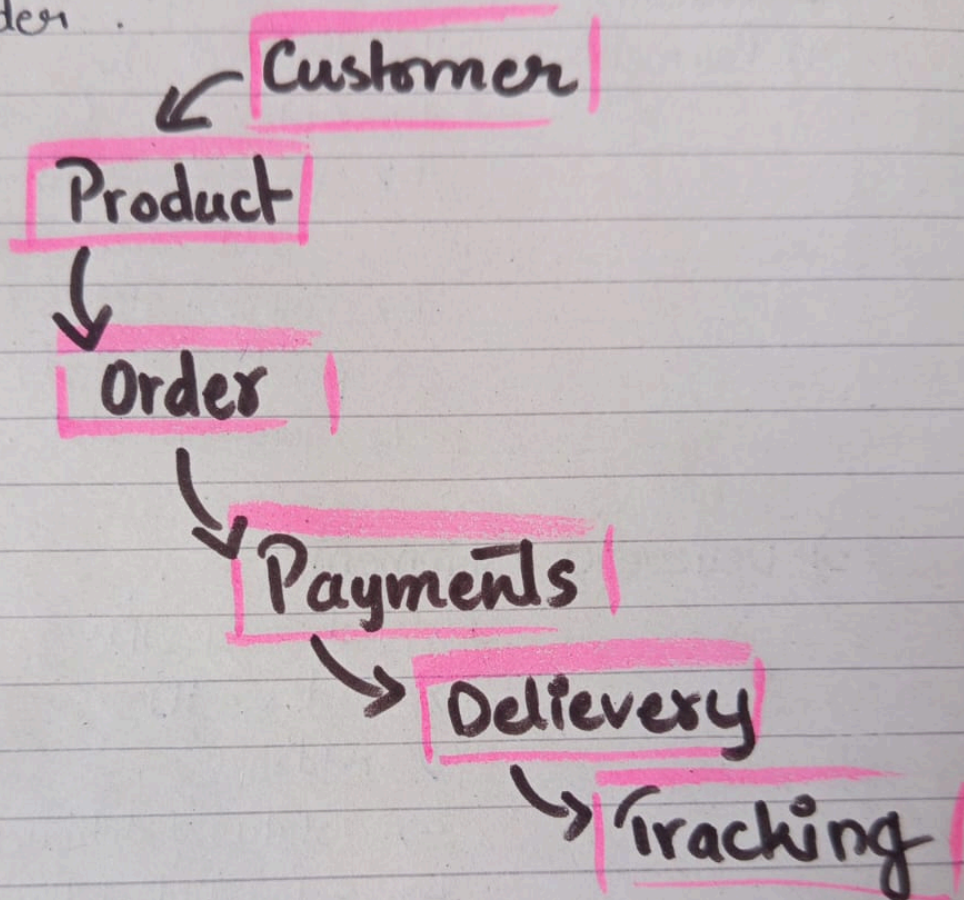 Customer
Product
Order
Payments
Delievery
Tracking